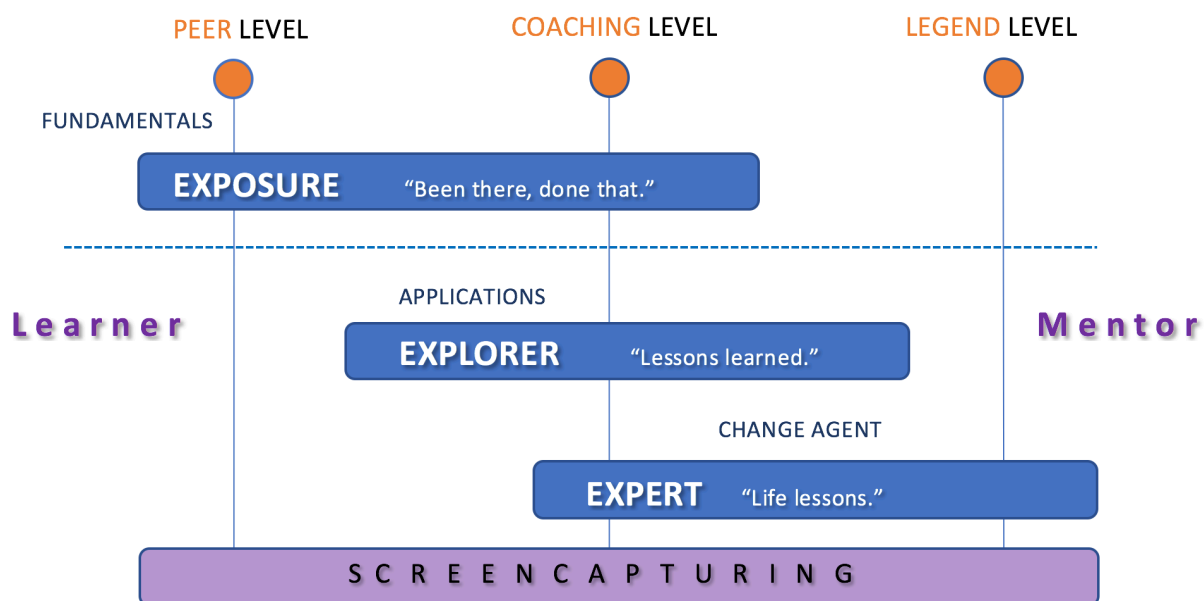 PEER LEVEL
COACHING LEVEL
LEGEND LEVEL
FUNDAMENTALS
EXPOSURE “Been there, done that.”
APPLICATIONS
Learner
Mentor
EXPLORER “Lessons learned.”
CHANGE AGENT
EXPERT “Life lessons.”
SCREENCAPTURING